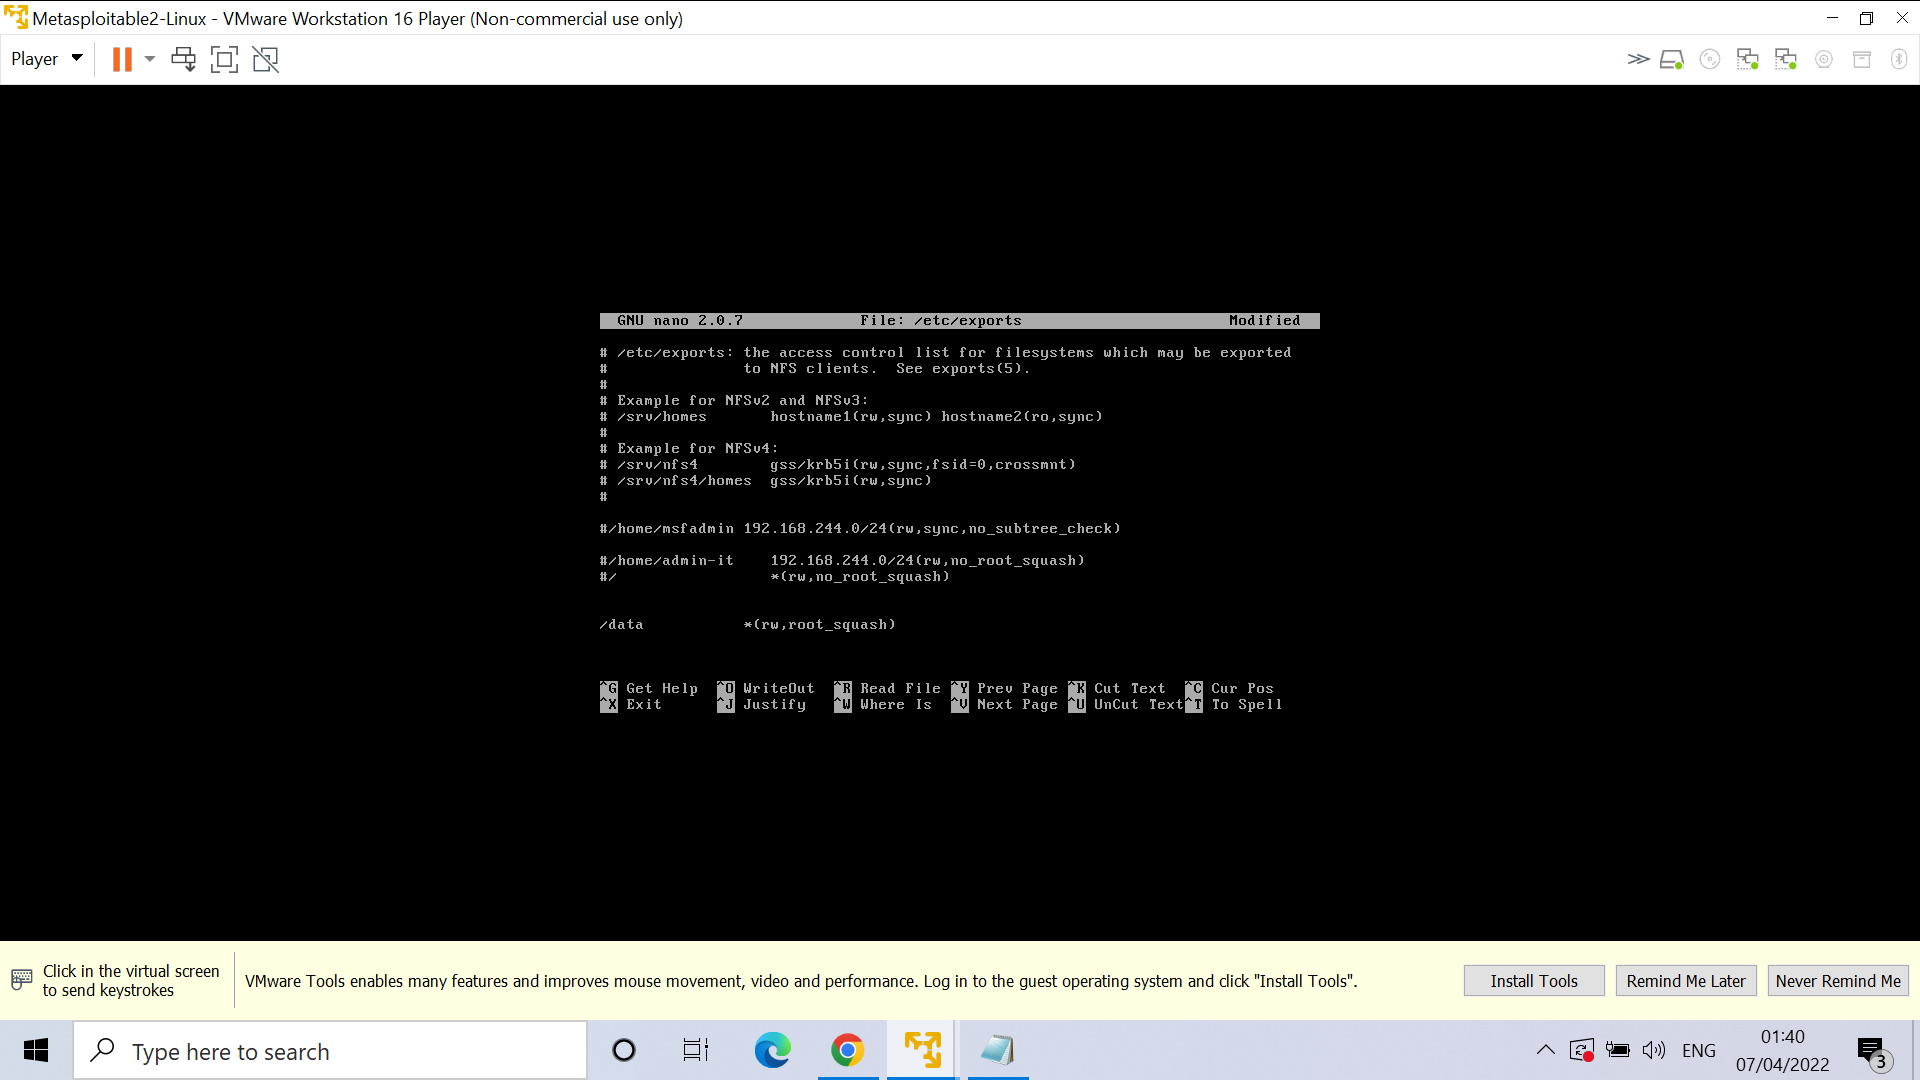 Metasploitable2-Linux - VMware Workstation 16 Player (Non-commercial use only)
Player
GNU nano 2.0.7 File: /etc/exports Modified
# /etc/exports: the access control list for filesystems which may be exported
# to NFS clients. See exports(5).
#
# Example for NFSv2 and NFSv3:
# /srv/homes hostname1(rw,sync) hostname2(ro,sync)
#
# Example for NFSv4:
# /srv/nfs4 gss/krb5i(rw,sync,fsid=0,crossmnt)
# /srv/nfs4/homes gss/krb5i(rw,sync)
#
#/home/msfadmin 192.168.244.0/24(rw,sync,no_subtree_check)
#/home/admin-it 192.168.244.0/24(rw,no_root_squash)
#/ *(rw,no_root_squash)
/data *(rw,root_squash)
^G Get Help ^O WriteOut ^R Read File ^Y Prev Page ^K Cut Text ^C Cur Pos
^X Exit ^J Justify ^W Where Is ^V Next Page ^U UnCut Text ^T To Spell
Click in the virtual screen
to send keystrokes
VMware Tools enables many features and improves mouse movement, video and performance. Log in to the guest operating system and click "Install Tools".
Install Tools Remind Me Later Never Remind Me
Type here to search
ENG
01:40
07/04/2022
3